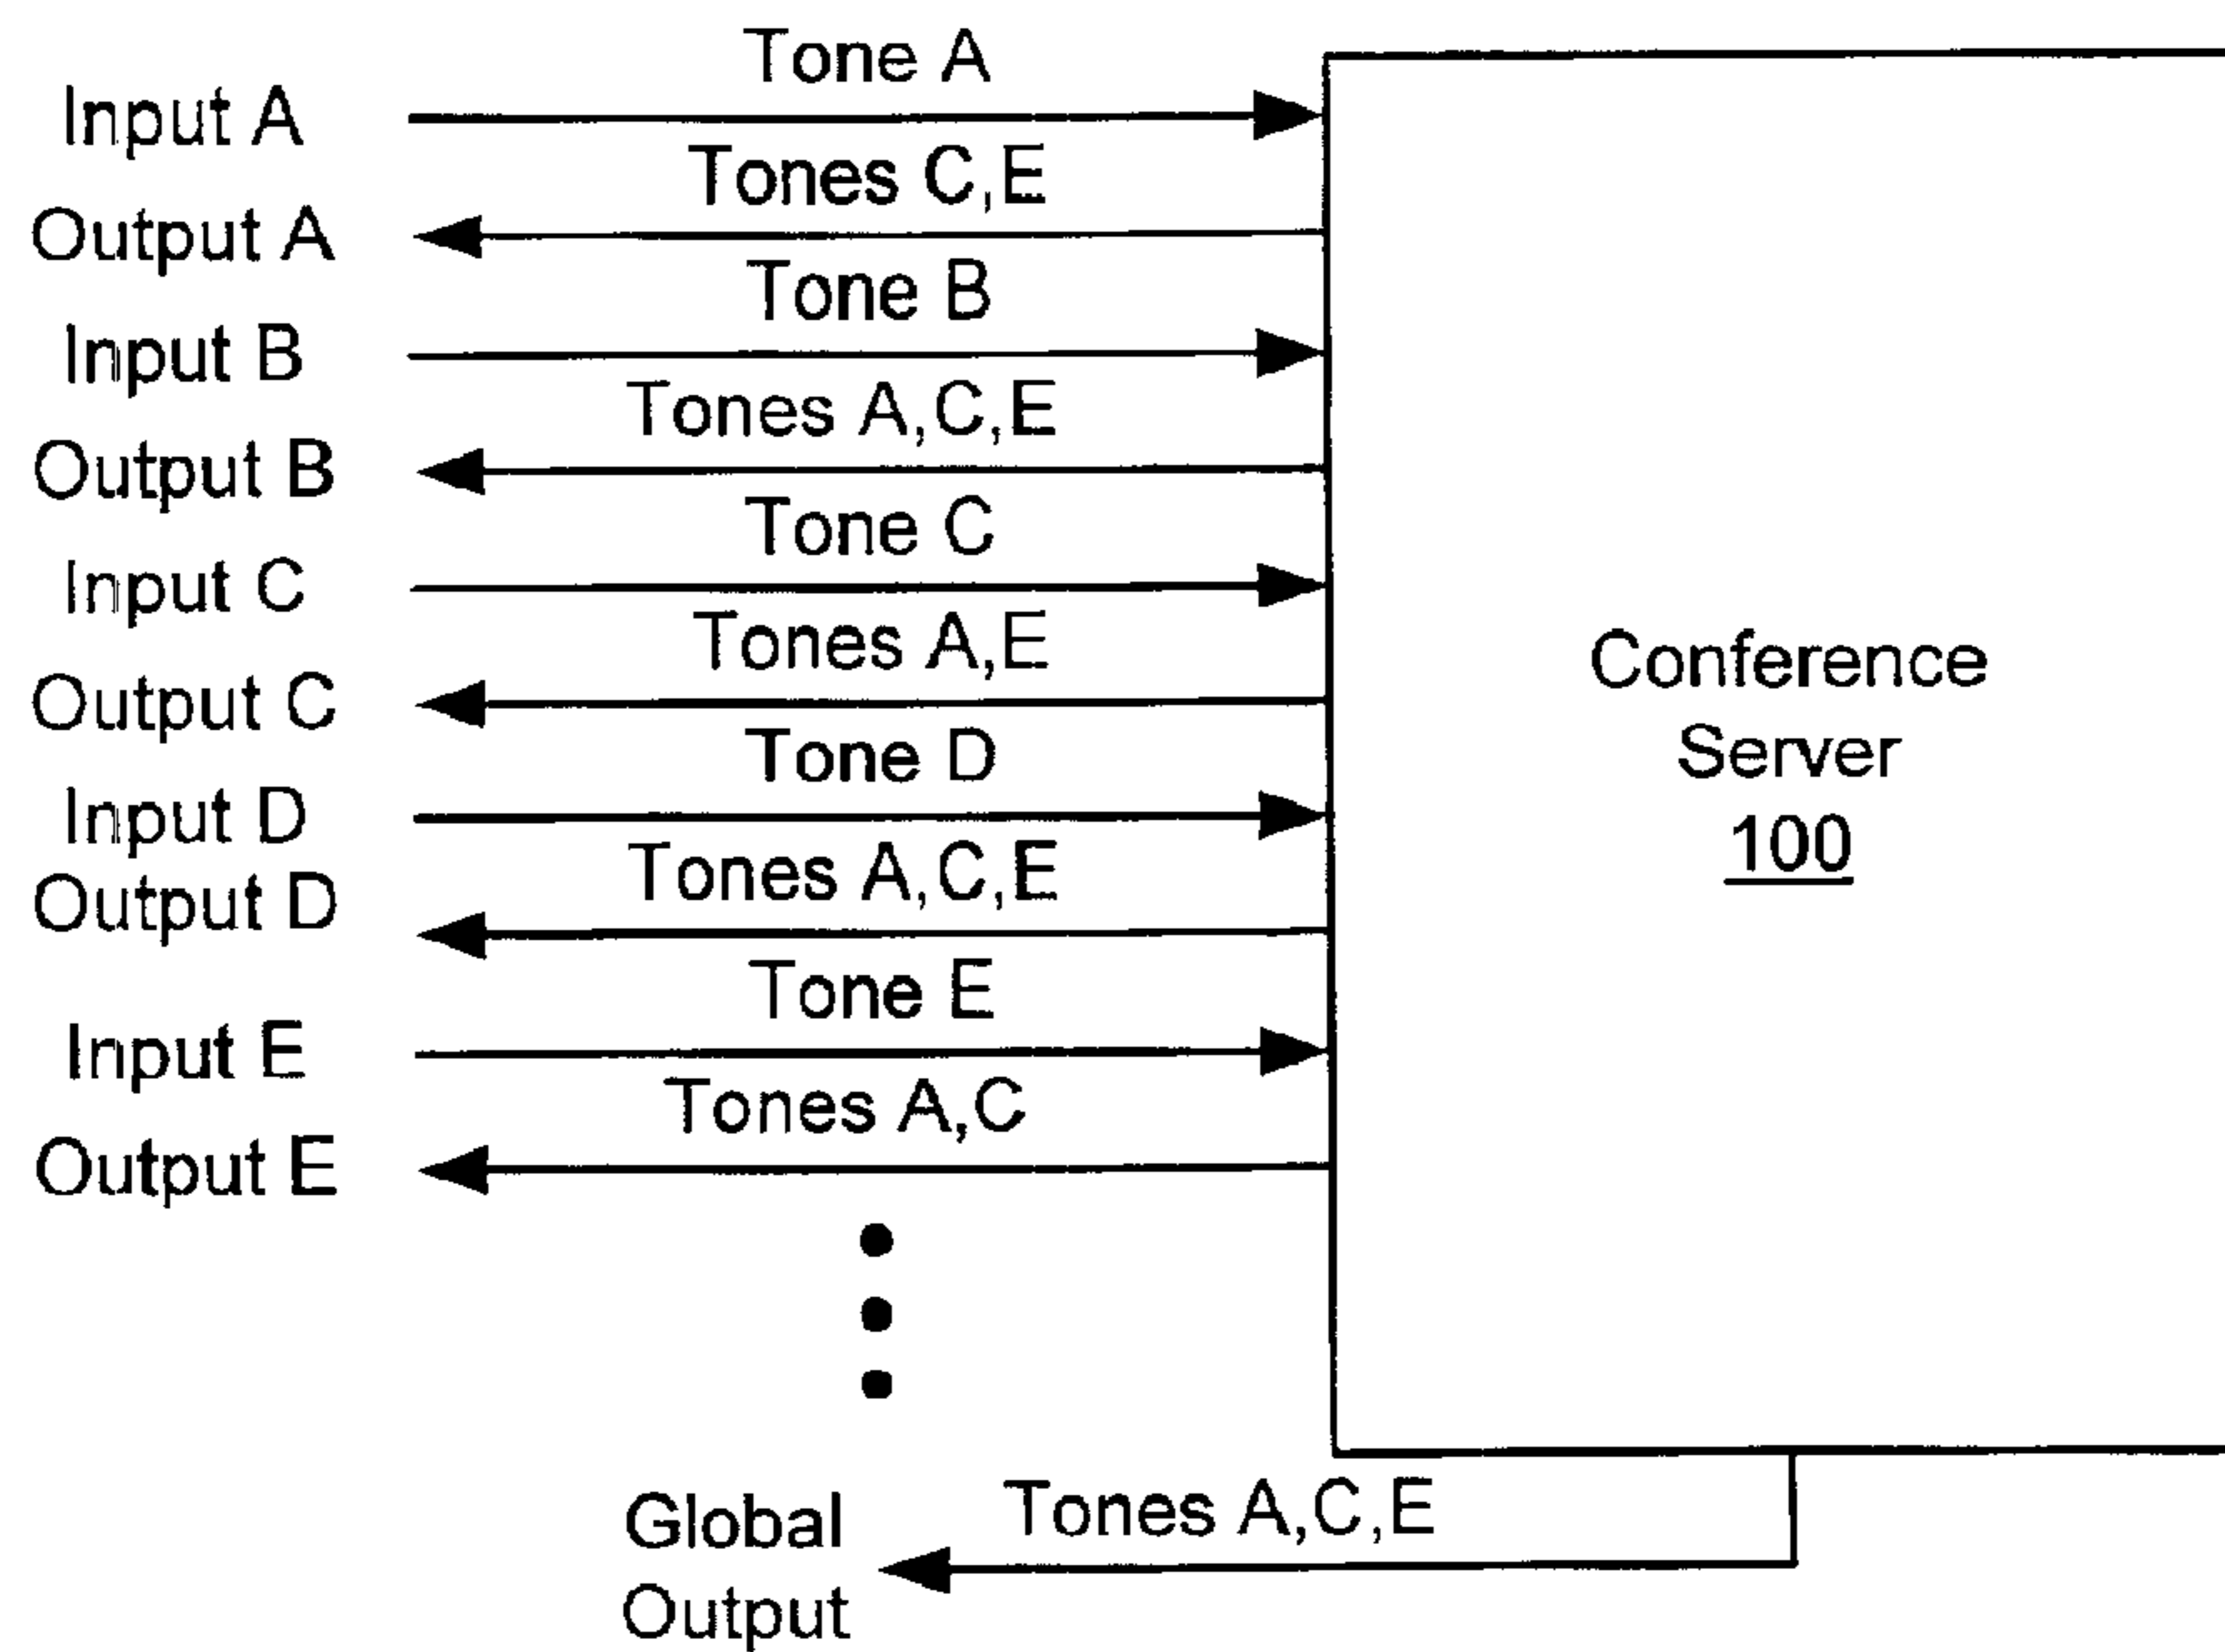 Tone A
Input A
Tones C,E
Output A
Tone B
Input B
Tones A,C,E
Output B
Tone C
Input C
Tones A,E
Output C
Tone D
Input D
Tones A,C,E
Output D
Tone E
Input E
Tones A,C
Output E
Conference
Server
100
Tones A,C,E
Global
Output